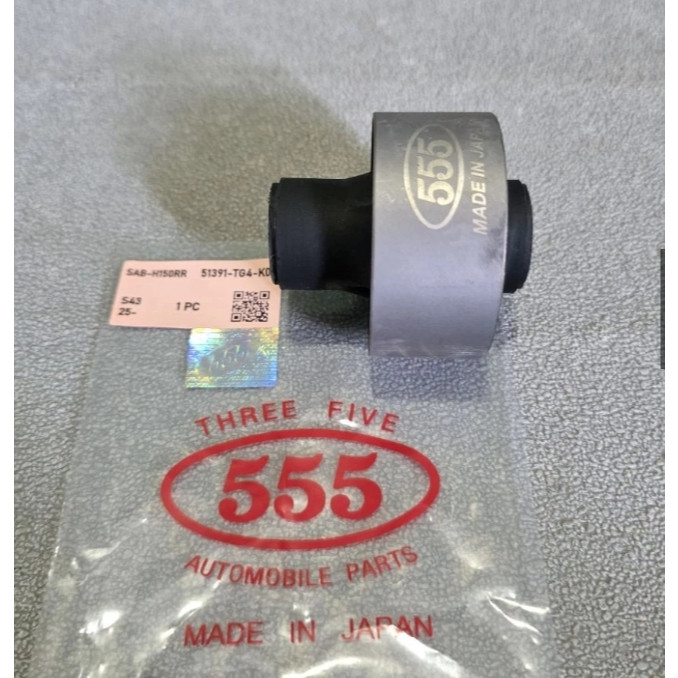 555
MADE IN JAPAN
SAB-H150RR 51391-TG4-K0
S43 1 PC
25-
THREE FIVE
555
AUTOMOBILE PARTS
MADE IN JAPAN